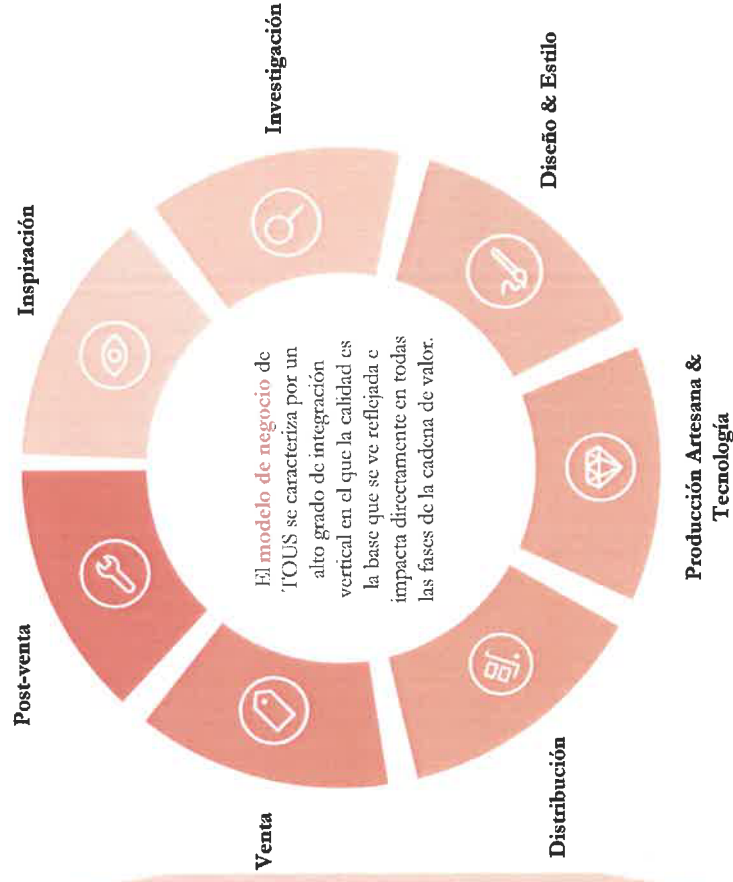 Inspiración
Investigación
Diseño & Estilo
Producción Artesana &
Tecnología
Distribución
Venta
Post-venta
El modelo de negocio de
TOUS se caracteriza por un
alto grado de integración
vertical en el que la calidad es
la base que se ve reflejada e
impacta directamente en todas
las fases de la cadena de valor.